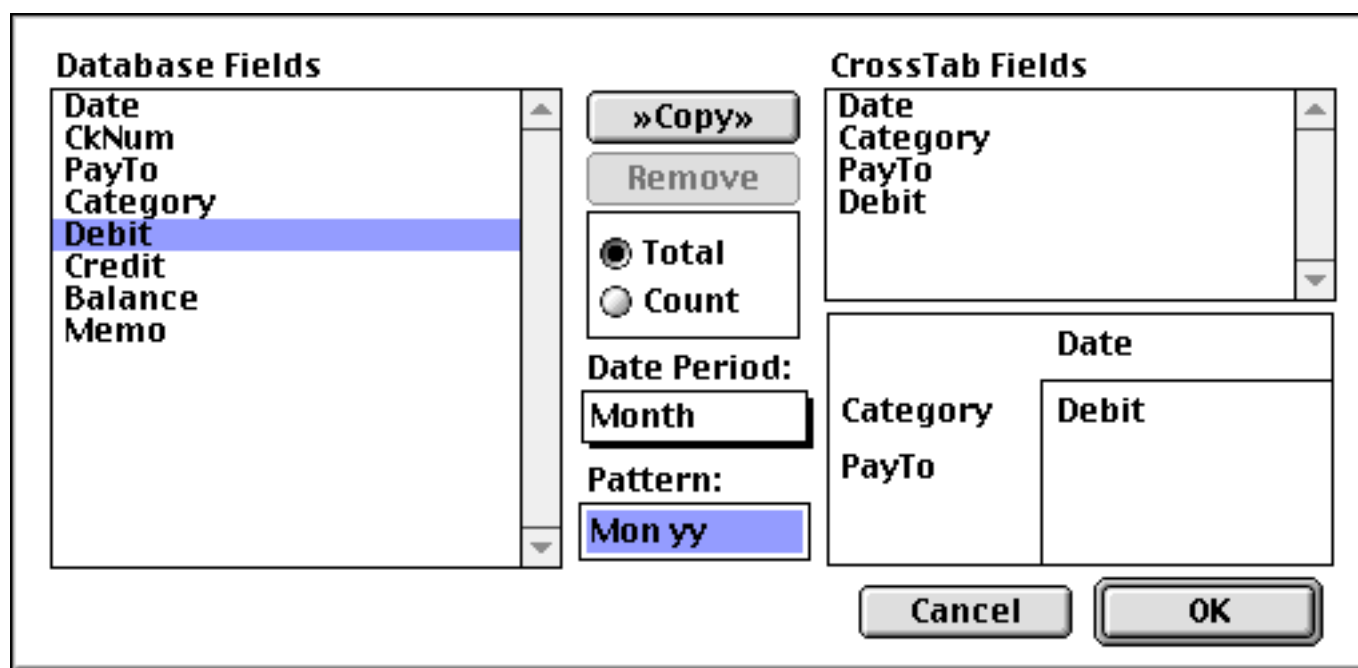 Database Fields
Date
CkNum
PayTo
Category
Debit
Credit
Balance
Memo
»Copy»
Remove
Total
Count
Date Period:
Month
Pattern:
Mon yy
CrossTab Fields
Date
Category
PayTo
Debit
Date
Category Debit
PayTo
Cancel OK